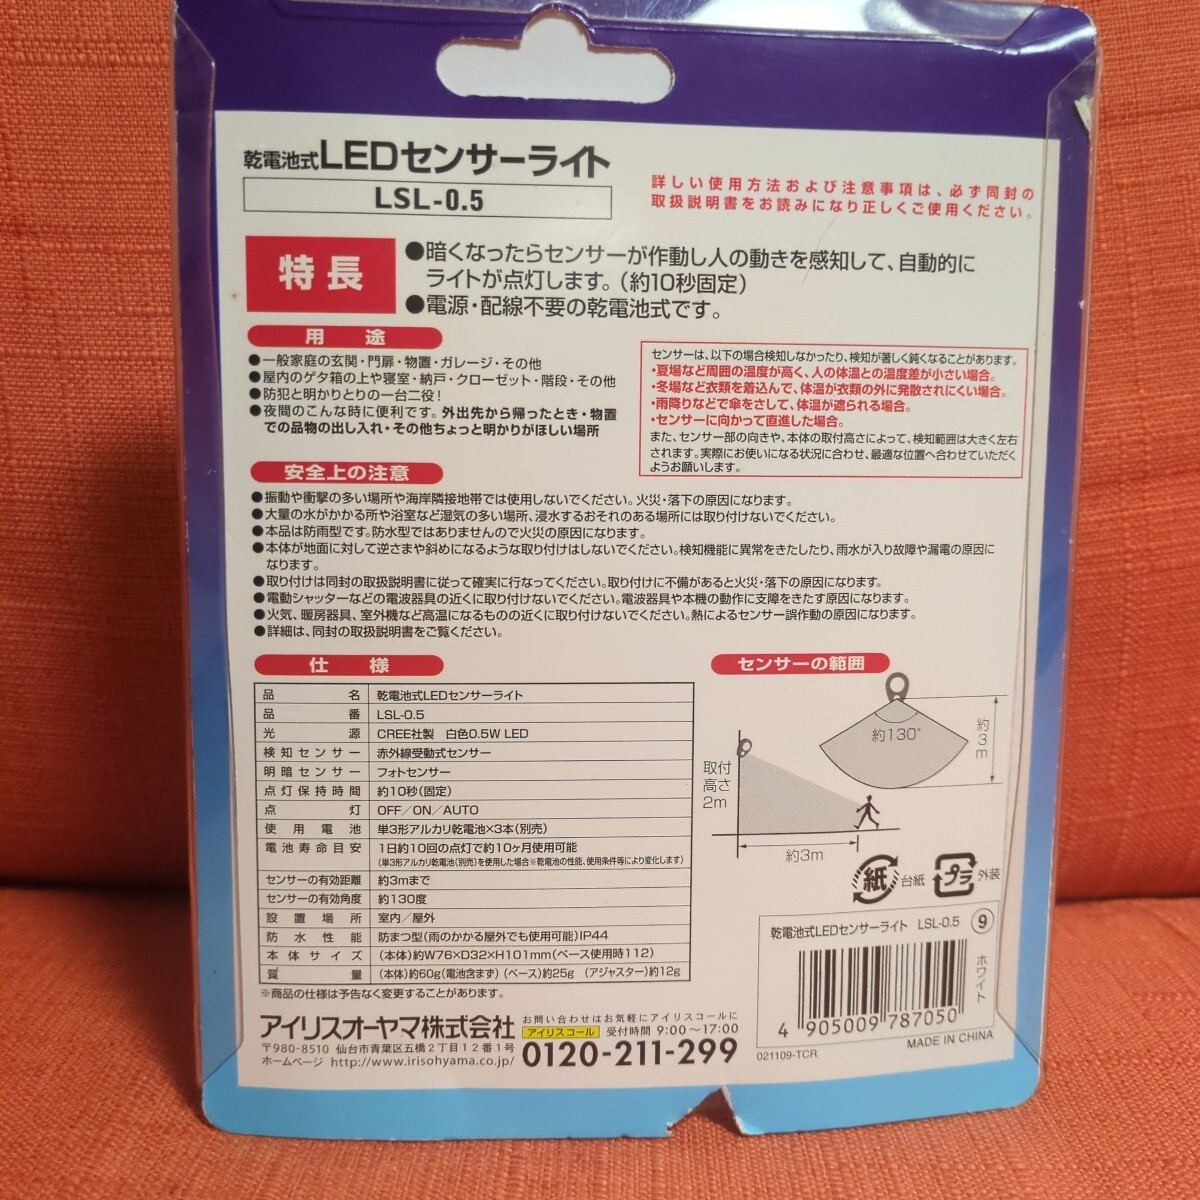 乾電池式LEDセンサーライト
LSL-0.5
詳しい使用方法および注意事項は、必ず同封の
取扱説明書をお読みになり正しくご使用ください。
特長
●暗くなったらセンサーが作動し人の動きを感知して、自動的に
ライトが点灯します。(約10秒固定)
●電源・配線不要の乾電池式です。
用途
●一般家庭の玄関・門扉・物置・ガレージ・その他
●屋内のゲタ箱の上や寝室・納戸・クローゼット・階段・その他
●防犯と明かりとりの一台二役!
●夜間のこんな時に便利です。外出先から帰ったとき・物置
での品物の出し入れ・その他ちょっと明かりがほしい場所
センサーは、以下の場合検知しなかったり、検知が著しく鈍くなることがあります。
・夏場など周囲の温度が高く、人の体温との温度差が小さい場合。
・冬場など衣類を着込んで、体温が衣類の外に発散されにくい場合。
・雨降りなどで傘をさして、体温が遮られる場合。
・センサーに向かって直進した場合。
また、センサー部の向きや、本体の取付高さによって、検知範囲は大きく左右
されます。実際にお使いになる状況に合わせ、最適な位置へ合わせていただく
ようお願いします。
安全上の注意
●振動や衝撃の多い場所や海岸隣接地帯では使用しないでください。火災・落下の原因になります。
●大量の水がかかる所や浴室など湿気の多い場所、浸水するおそれのある場所には取り付けないでください。
●本品は防雨型です。防水型ではありませんので火災の原因になります。
●本体が地面に対して逆さまや斜めになるような取り付けはしないでください。検知機能に異常をきたしたり、雨水が入り故障や漏電の原因に
なります。
●取り付けは同封の取扱説明書に従って確実に行なってください。取り付けに不備があると火災・落下の原因になります。
●電動シャッターなどの電波器具の近くに取り付けないでください。電波器具や本機の動作に支障をきたす原因になります。
●火気、暖房器具、室外機など高温になるものの近くに取り付けないでください。熱によるセンサー誤作動の原因になります。
●詳細は、同封の取扱説明書をご覧ください。
仕様
品名 乾電池式LEDセンサーライト
品番 LSL-0.5
光源 CREE社製 白色0.5W LED
検知センサー 赤外線受動式センサー
明暗センサー フォトセンサー
点灯保持時間 約10秒(固定)
点灯 OFF/ON/AUTO
使用電池 単3形アルカリ乾電池×3本(別売)
電池寿命目安 1日約10回の点灯で約10ヶ月使用可能
(単3形アルカリ乾電池(別売)を使用した場合※乾電池の性能、使用条件等により変化します)
センサーの有効距離 約3mまで
センサーの有効角度 約130度
設置場所 室内/屋外
防水性能 防まつ型(雨のかかる屋外でも使用可能)IP44
本体サイズ (本体)約W76×D32×H101mm(ベース使用時112)
質量 (本体)約60g(電池含まず)(ベース)約25g (アジャスター)約12g
※商品の仕様は予告なく変更することがあります。
センサーの範囲
約130°
約3m
取付
高さ
2m
約3m
紙 台紙 プラ 外装
乾電池式LEDセンサーライト LSL-0.5 ⑨
ホワイト
4 905009 787050
021109-TCR
MADE IN CHINA
アイリスオーヤマ株式会社
〒980-8510 仙台市青葉区五橋2丁目12番1号
ホームページ http://www.irisohyama.co.jp/
お問い合わせはお気軽にアイリスコールに
アイリスコール 受付時間 9:00~17:00
0120-211-299